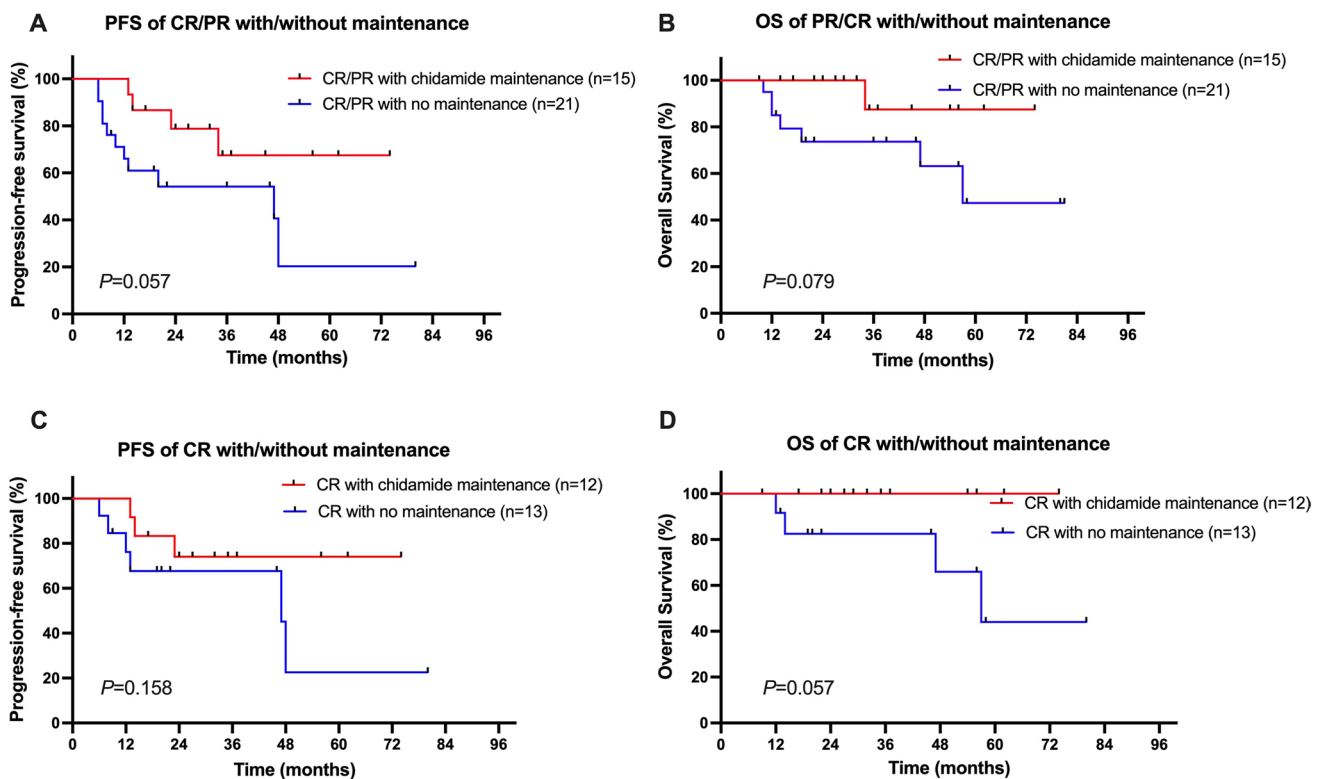 A
PFS of CR/PR with/without maintenance
CR/PR with chidamide maintenance (n=15)
CR/PR with no maintenance (n=21)
Progression-free survival (%)
100
80
60
40
20
0
P=0.057
0 12 24 36 48 60 72 84 96
Time (months)
B
OS of PR/CR with/without maintenance
CR/PR with chidamide maintenance (n=15)
CR/PR with no maintenance (n=21)
Overall Survival (%)
100
80
60
40
20
0
P=0.079
0 12 24 36 48 60 72 84 96
Time (months)
C
PFS of CR with/without maintenance
CR with chidamide maintenance (n=12)
CR with no maintenance (n=13)
Progression-free survival (%)
100
80
60
40
20
0
P=0.158
0 12 24 36 48 60 72 84 96
Time (months)
D
OS of CR with/without maintenance
CR with chidamide maintenance (n=12)
CR with no maintenance (n=13)
Overall Survival (%)
100
80
60
40
20
0
P=0.057
0 12 24 36 48 60 72 84 96
Time (months)